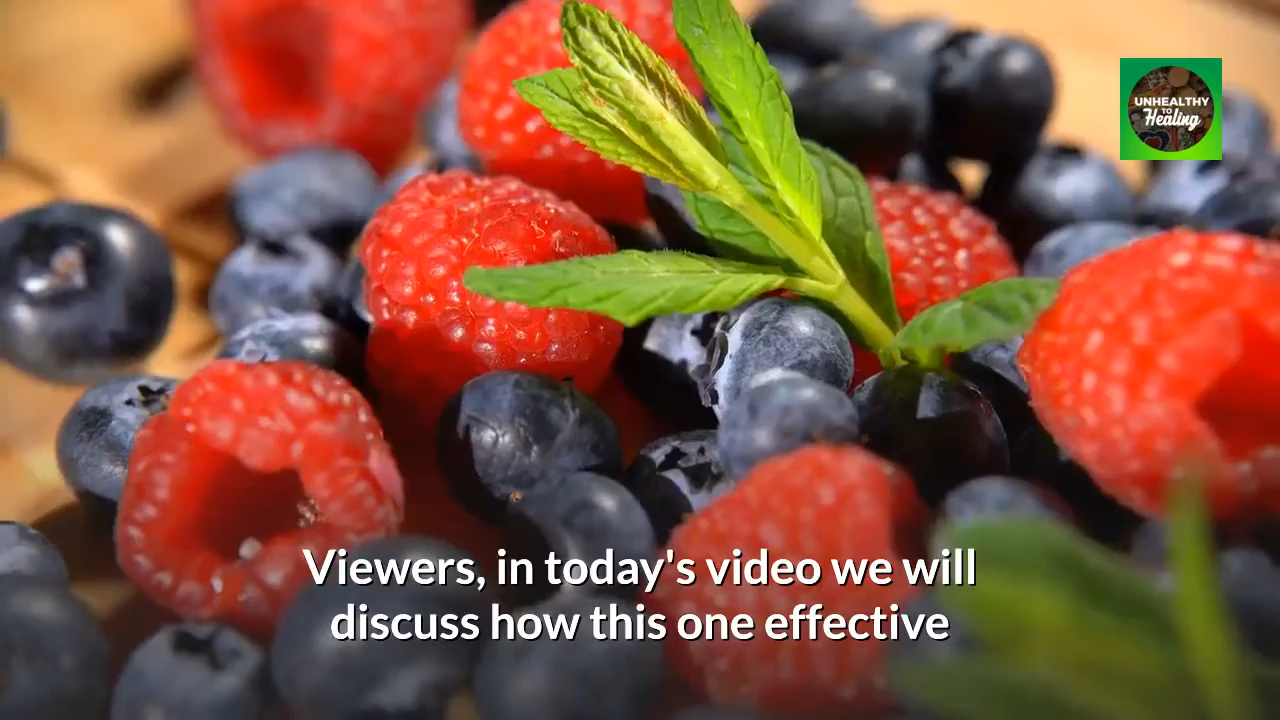 UNHEALTHY
TO
Healing
Viewers, in today's video we will
discuss how this one effective